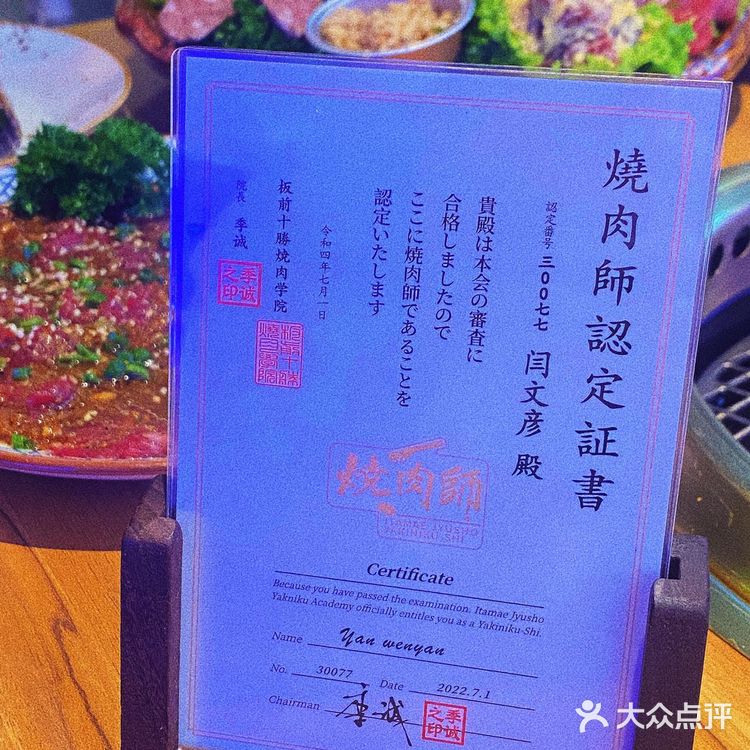 燒肉師認定証書
認定番号 三〇〇七七 闫文彦 殿
貴殿は本会の審査に
合格しましたので
ここに焼肉師であることを
認定いたします
令和四年七月一日
板前十勝焼肉学院
院長 季诚
季诚之印
焼肉師
ITAMAE JYUSHO
YAKINIKU SHI
Certificate
Because you have passed the examination. Itamae Jyusho
Yakniku Academy officially entitles you as a Yakiniku-Shi.
Name Yan wenyan
No. 30077 Date 2022.7.1
Chairman 季诚
季诚之印
大众点评